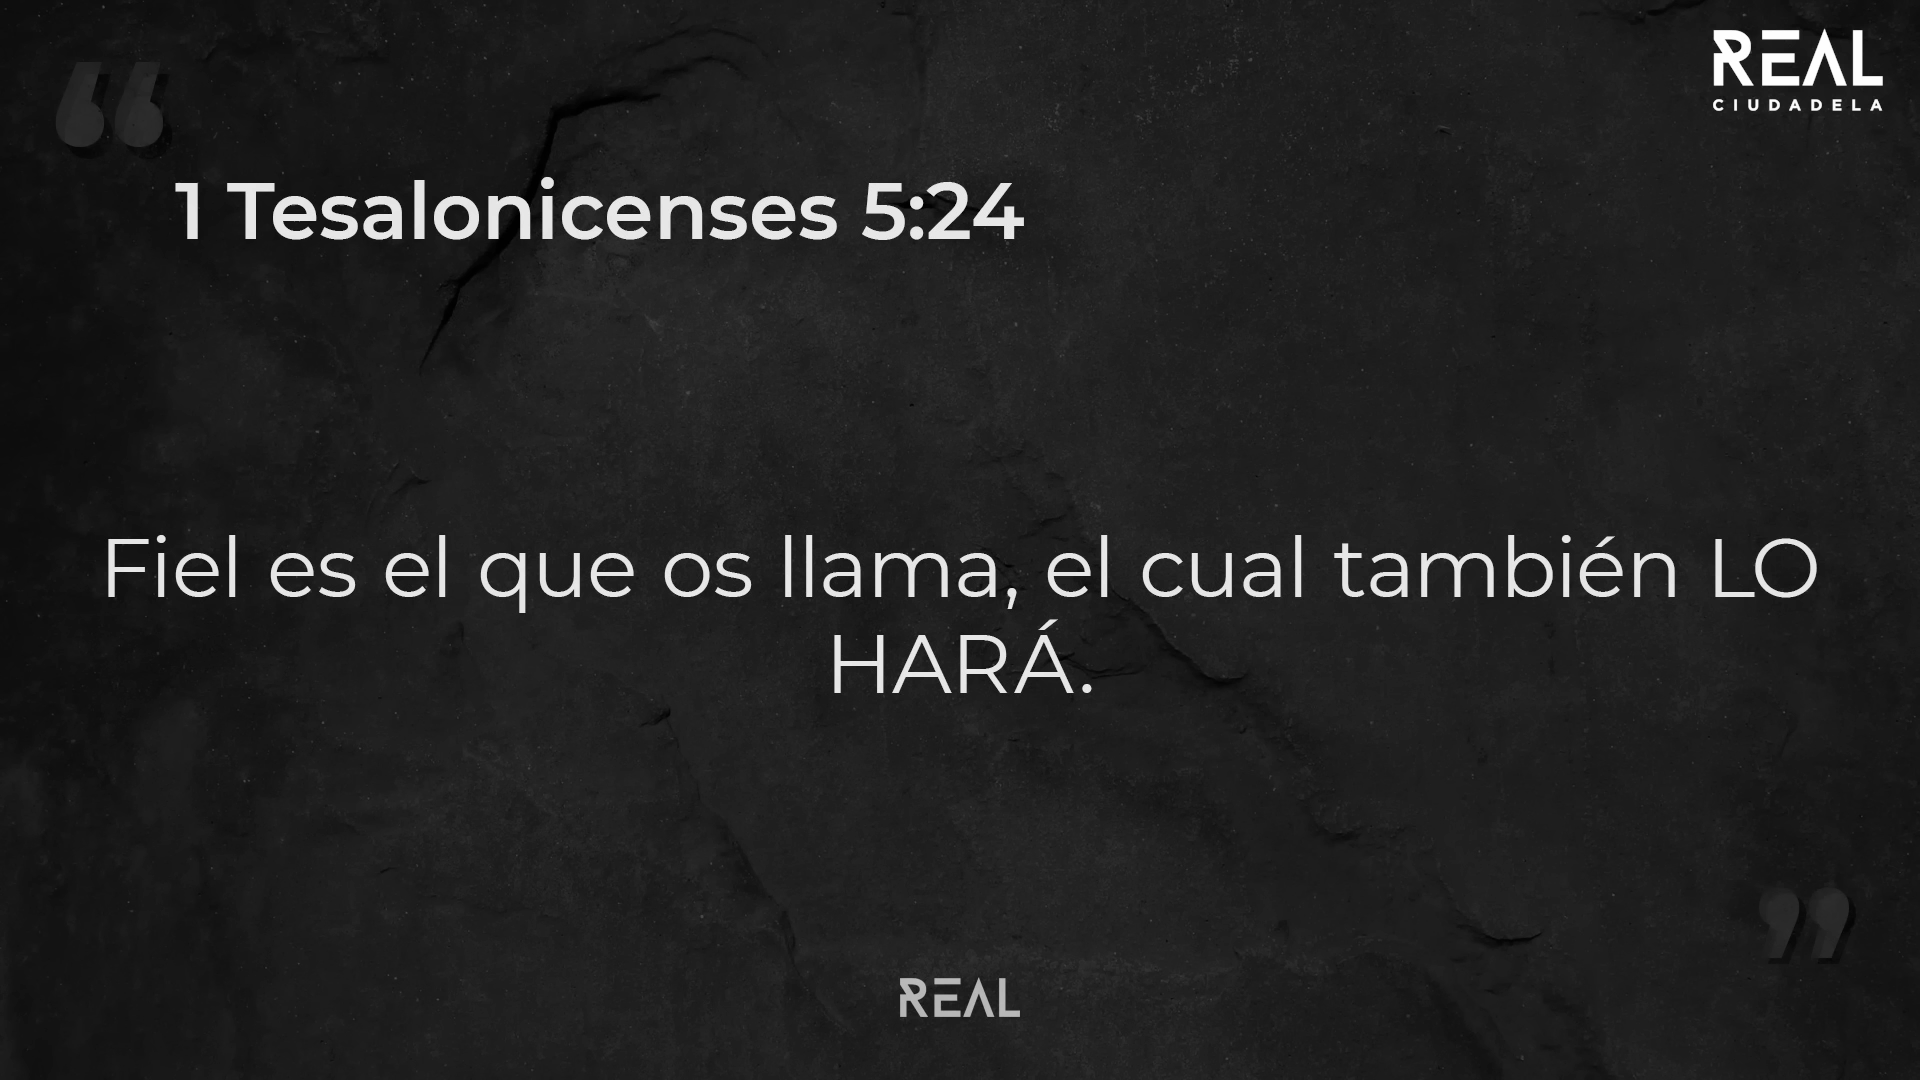 REAL
CIUDADELA
1 Tesalonicenses 5:24
Fiel es el que os llama, el cual también LO
HARÁ.
REAL